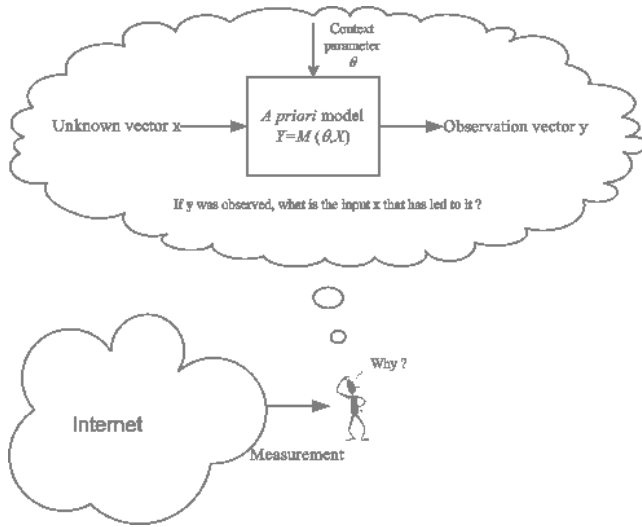 Context
parameter
θ
Unknown vector x
A priori model
Y=M (θ,X)
Observation vector y
If y was observed, what is the input x that has led to it ?
Why ?
Internet
Measurement